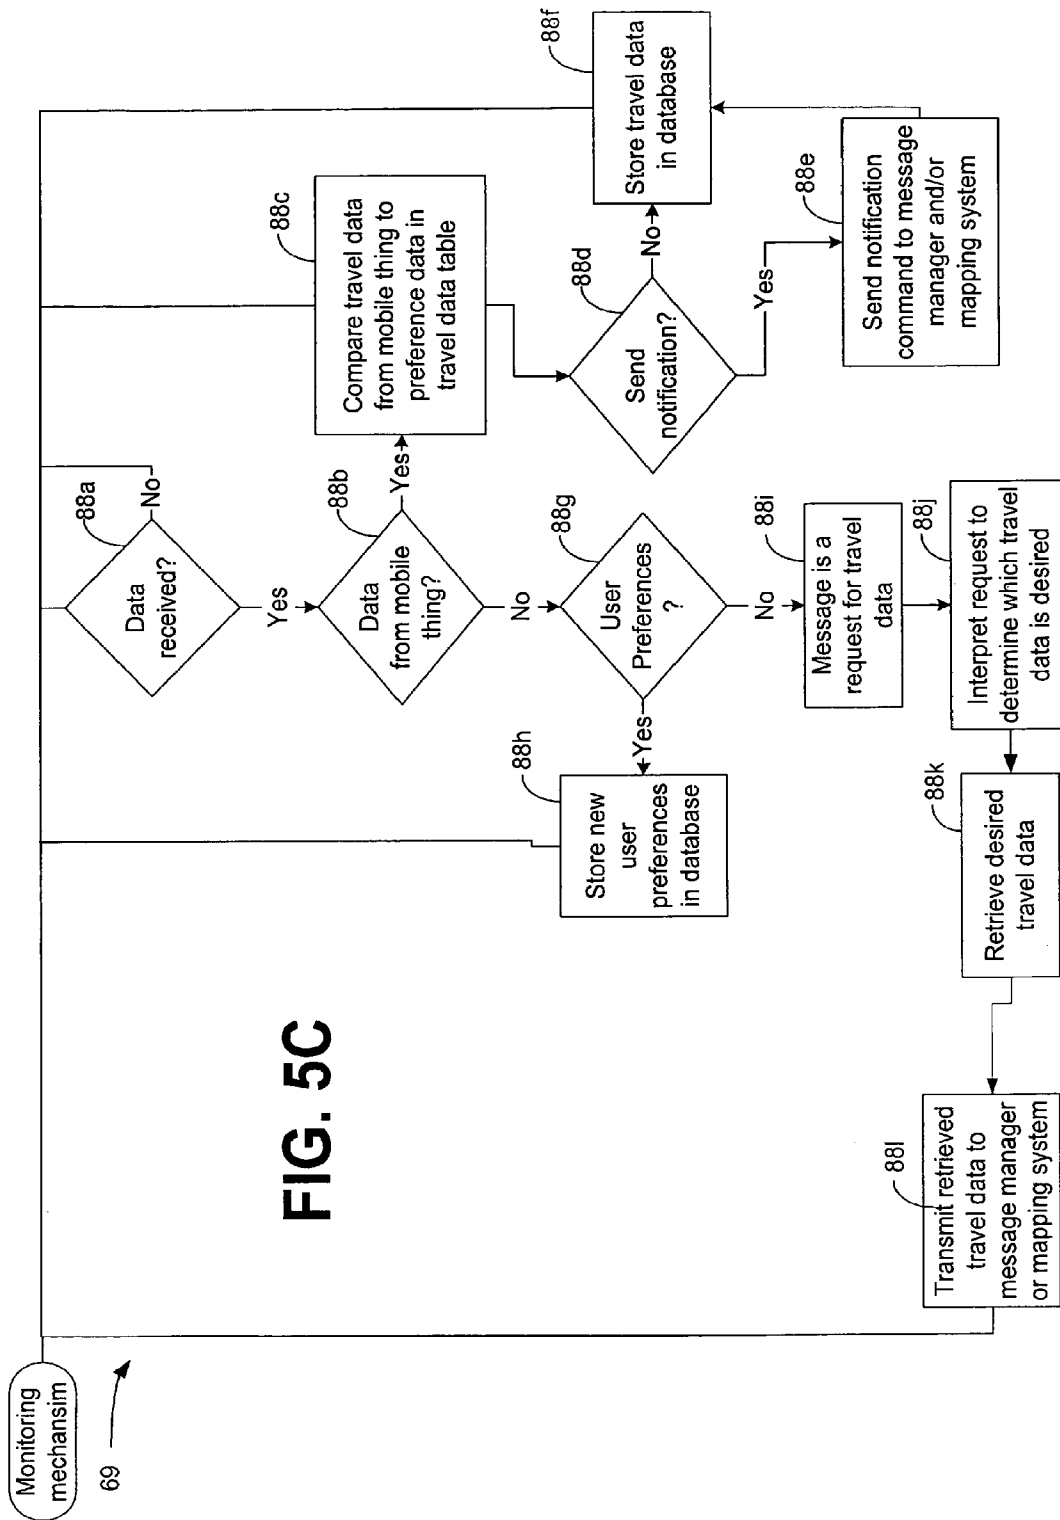 Monitoring
mechansim
69
Data
received?
88a
No
Yes
Data
from mobile
thing?
88b
Yes
No
Compare travel data
from mobile thing to
preference data in
travel data table
88c
Send
notification?
88d
No
Yes
Send notification
command to message
manager and/or
mapping system
88e
Store travel data
in database
88f
User
Preferences
?
88g
Yes
No
Store new
user
preferences
in database
88h
Message is a
request for travel
data
88i
Interpret request to
determine which travel
data is desired
88j
Retrieve desired
travel data
88k
Transmit retrieved
travel data to
message manager
or mapping system
88l
FIG. 5C